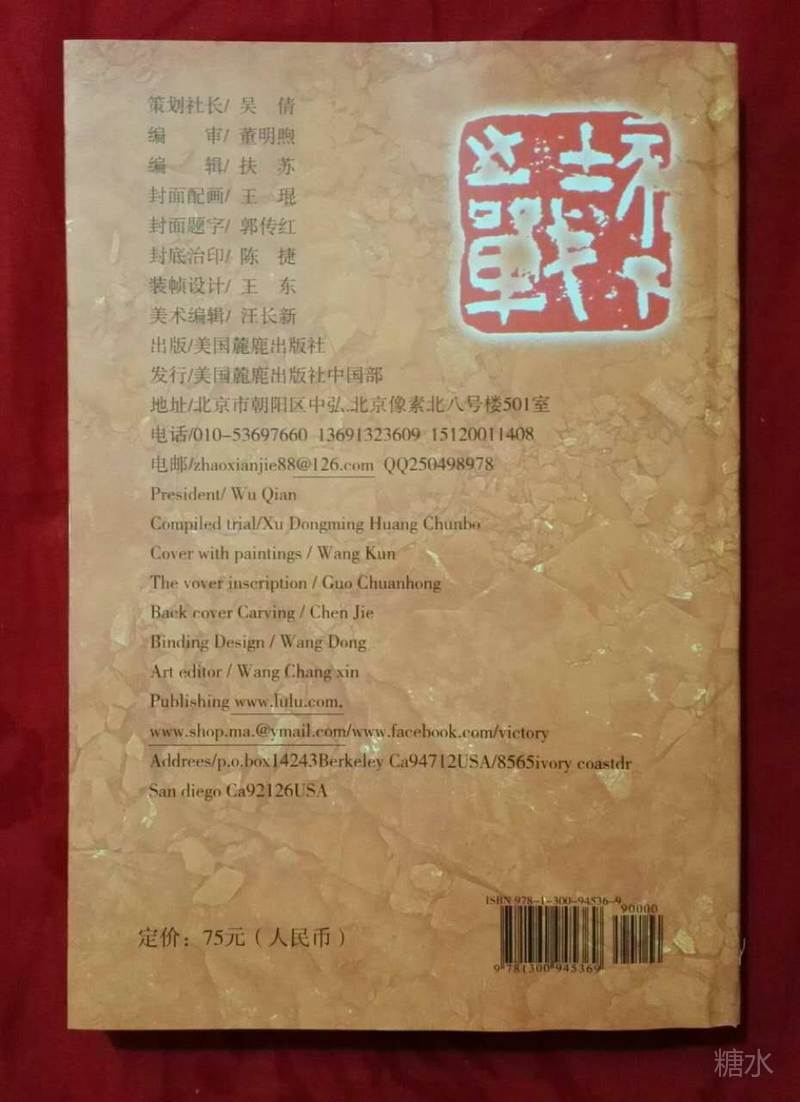 策划社长/ 吴 倩
编 审/ 董明煦
编 辑/ 扶 苏
封面配画/ 王 琨
封面题字/ 郭传红
封底治印/ 陈 捷
装帧设计/ 王 东
美术编辑/ 汪长新
出版/美国麓鹿出版社
发行/美国麓鹿出版社中国部
地址/北京市朝阳区中弘.北京像素北八号楼501室
电话/010-53697660 13691323609 15120011408
电邮/zhaoxianjie88@126.com QQ250498978
President/ Wu Qian
Compiled trial/Xu Dongming Huang Chunbo
Cover with paintings / Wang Kun
The vover inscription / Guo Chuanhong
Back cover Carving / Chen Jie
Binding Design / Wang Dong
Art editor / Wang Chang xin
Publishing www.lulu.com.
www.shop.ma.@ymail.com/www.facebook.com/victory
Addrees/p.o.box14243Berkeley Ca94712USA/8565ivory coastdr
San diego Ca92126USA
定价：75元（人民币）
ISBN 978-1-300-94536-9
90000
9 781300 945369
糖水